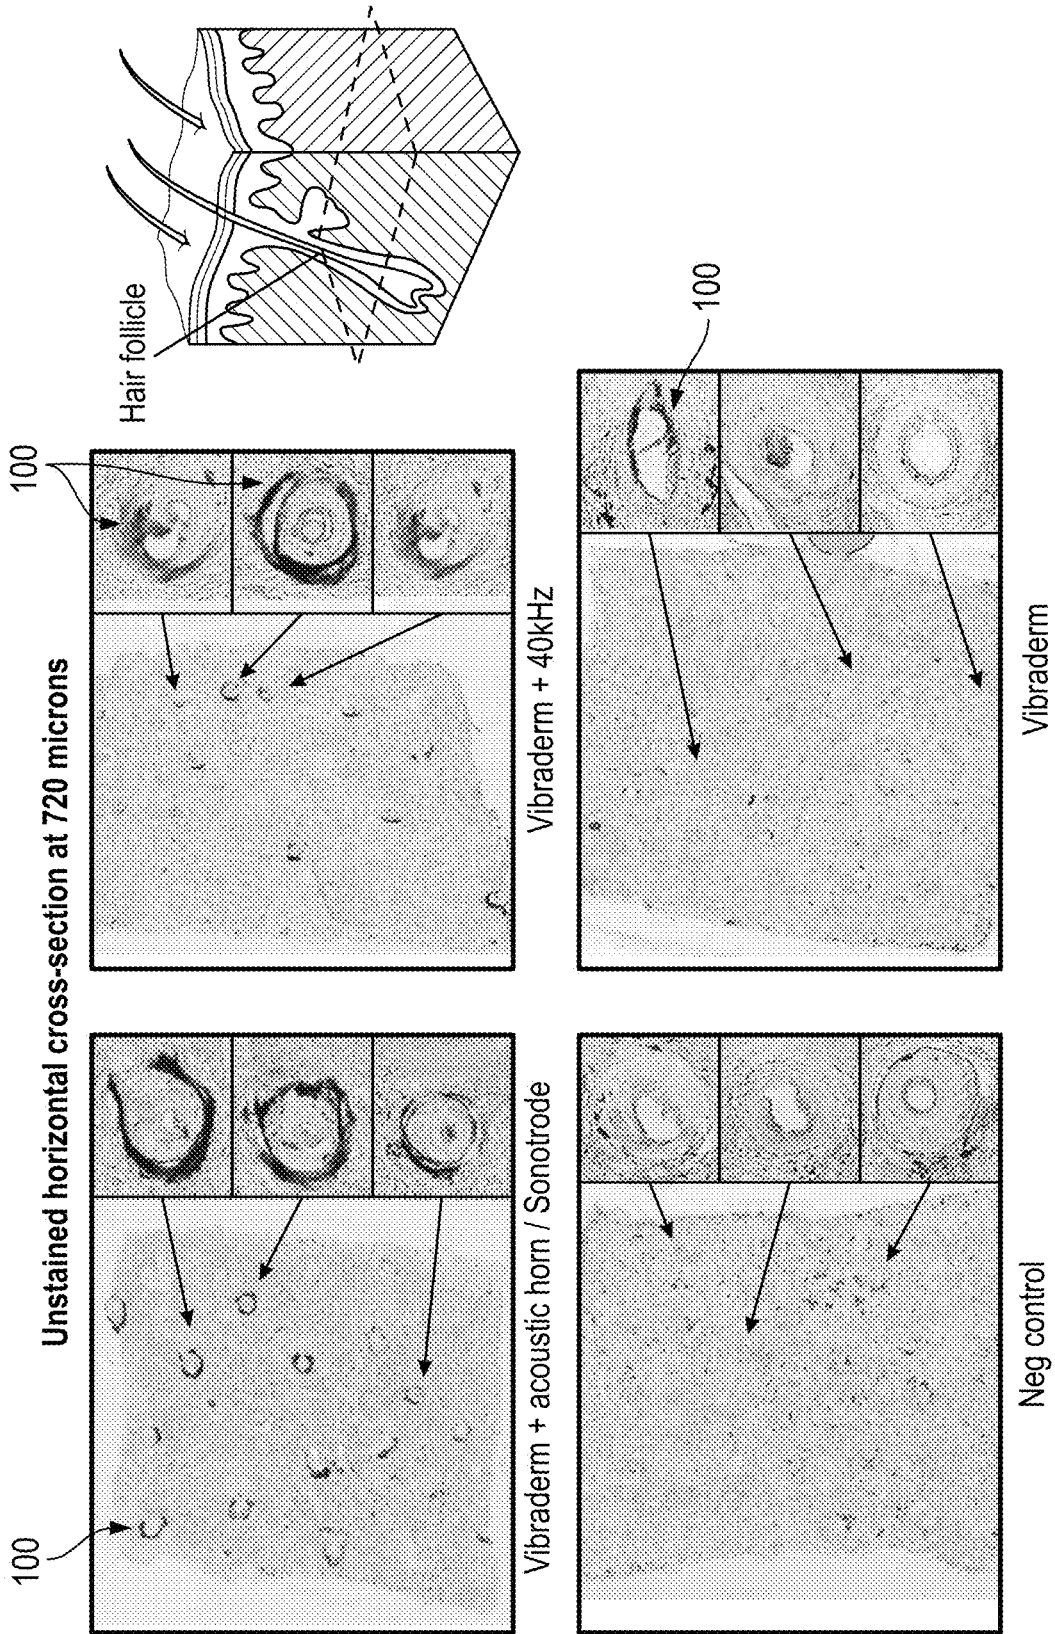 Unstained horizontal cross-section at 720 microns
100
100
Hair follicle
Vibraderm + acoustic horn / Sonotrode
Vibraderm + 40kHz
100
Neg control
Vibraderm